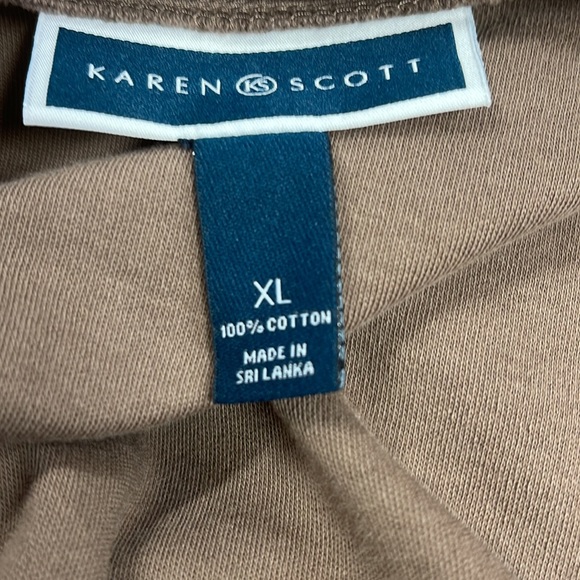 KAREN KS SCOTT
XL
100% COTTON
MADE IN
SRI LANKA